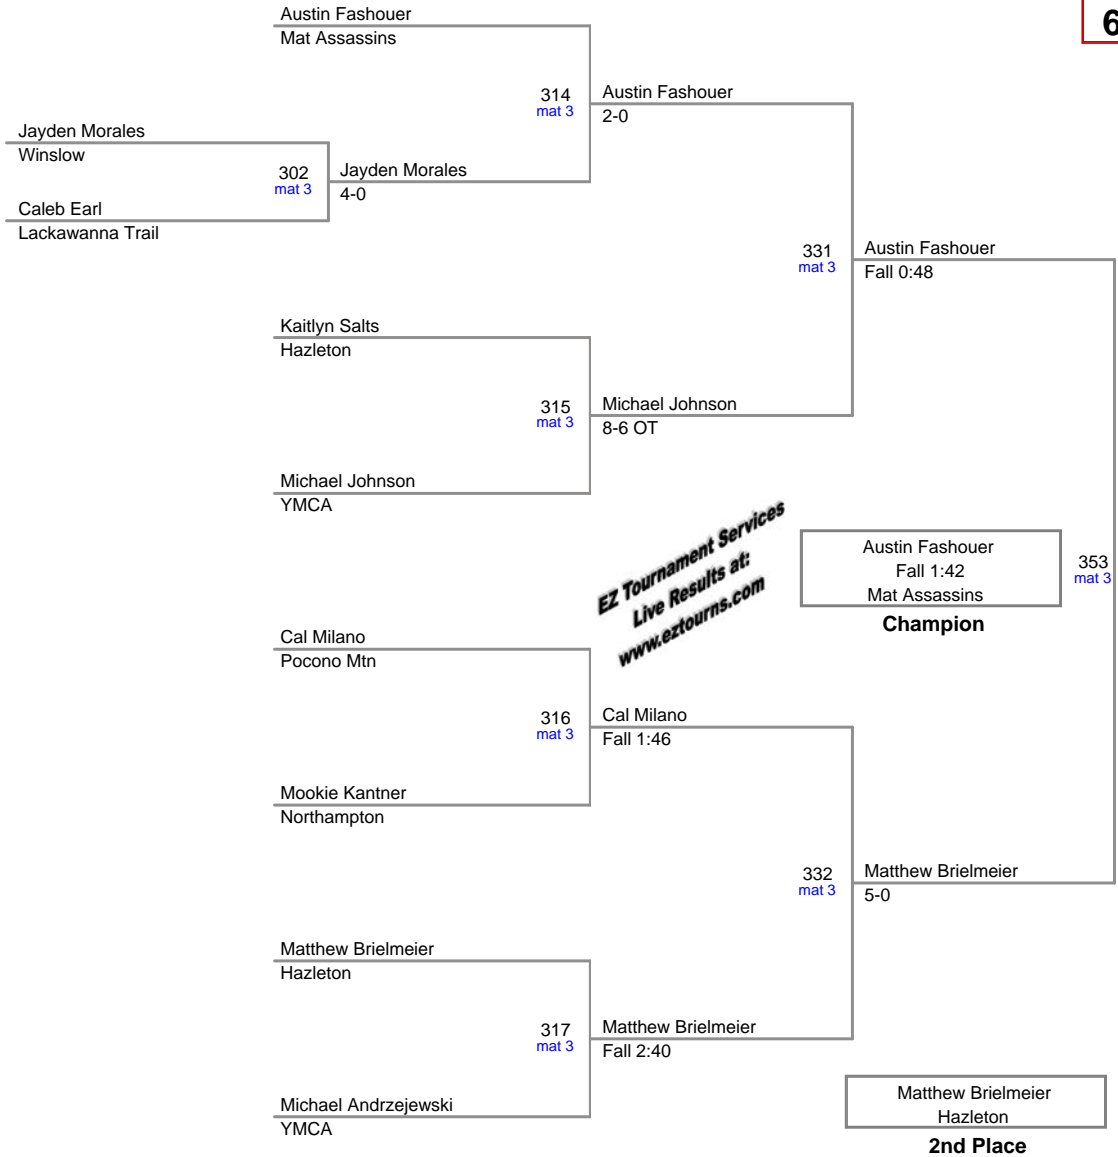 Austin Fashouer
Mat Assassins
6
314
mat 3
Austin Fashouer
2-0
Jayden Morales
Winslow
302
mat 3
Jayden Morales
4-0
Caleb Earl
Lackawanna Trail
331
mat 3
Austin Fashouer
Fall 0:48
Kaitlyn Salts
Hazleton
315
mat 3
Michael Johnson
8-6 OT
Michael Johnson
YMCA
EZ Tournament Services
Live Results at:
www.eztourns.com
Austin Fashouer
Fall 1:42
Mat Assassins
Champion
353
mat 3
Cal Milano
Pocono Mtn
316
mat 3
Cal Milano
Fall 1:46
Mookie Kantner
Northampton
332
mat 3
Matthew Brielmeier
5-0
Matthew Brielmeier
Hazleton
317
mat 3
Matthew Brielmeier
Fall 2:40
Michael Andrzejewski
YMCA
Matthew Brielmeier
Hazleton
2nd Place